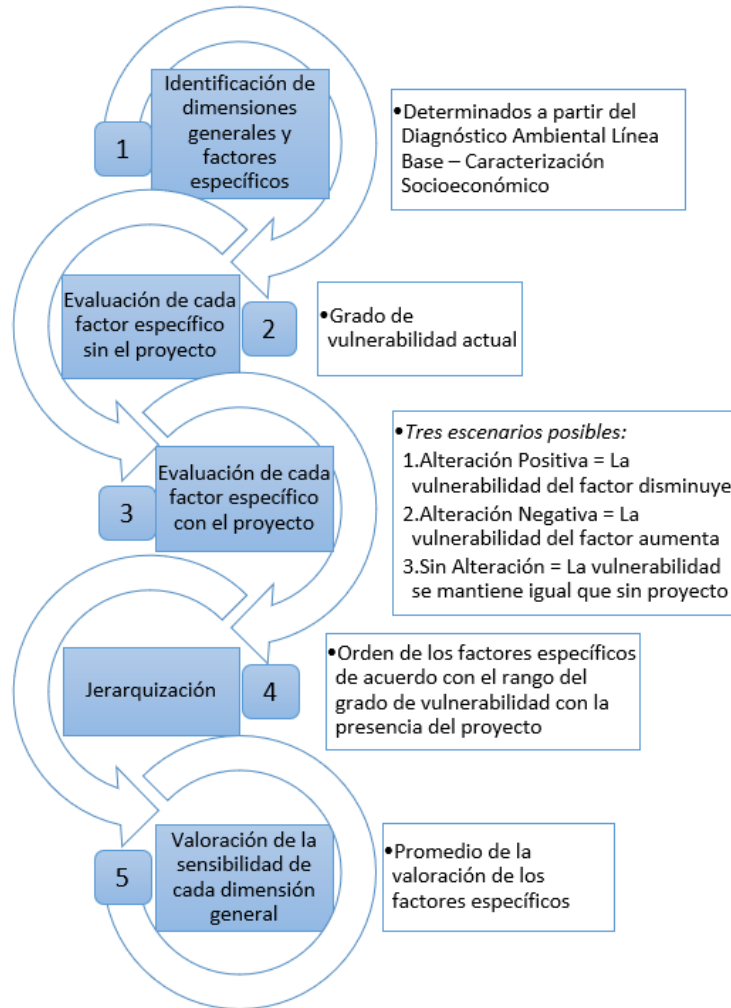 Identificación de
dimensiones
generales y
factores
específicos
1
•Determinados a partir del
Diagnóstico Ambiental Línea
Base – Caracterización
Socioeconómico
Evaluación de cada
factor específico
sin el proyecto
2
•Grado de
vulnerabilidad actual
Evaluación de cada
factor específico
con el proyecto
3
•Tres escenarios posibles:
1.Alteración Positiva = La
vulnerabilidad del factor disminuye
2.Alteración Negativa = La
vulnerabilidad del factor aumenta
3.Sin Alteración = La vulnerabilidad
se mantiene igual que sin proyecto
Jerarquización
4
•Orden de los factores específicos
de acuerdo con el rango del
grado de vulnerabilidad con la
presencia del proyecto
Valoración de la
sensibilidad de
cada dimensión
general
5
•Promedio de la
valoración de los
factores específicos